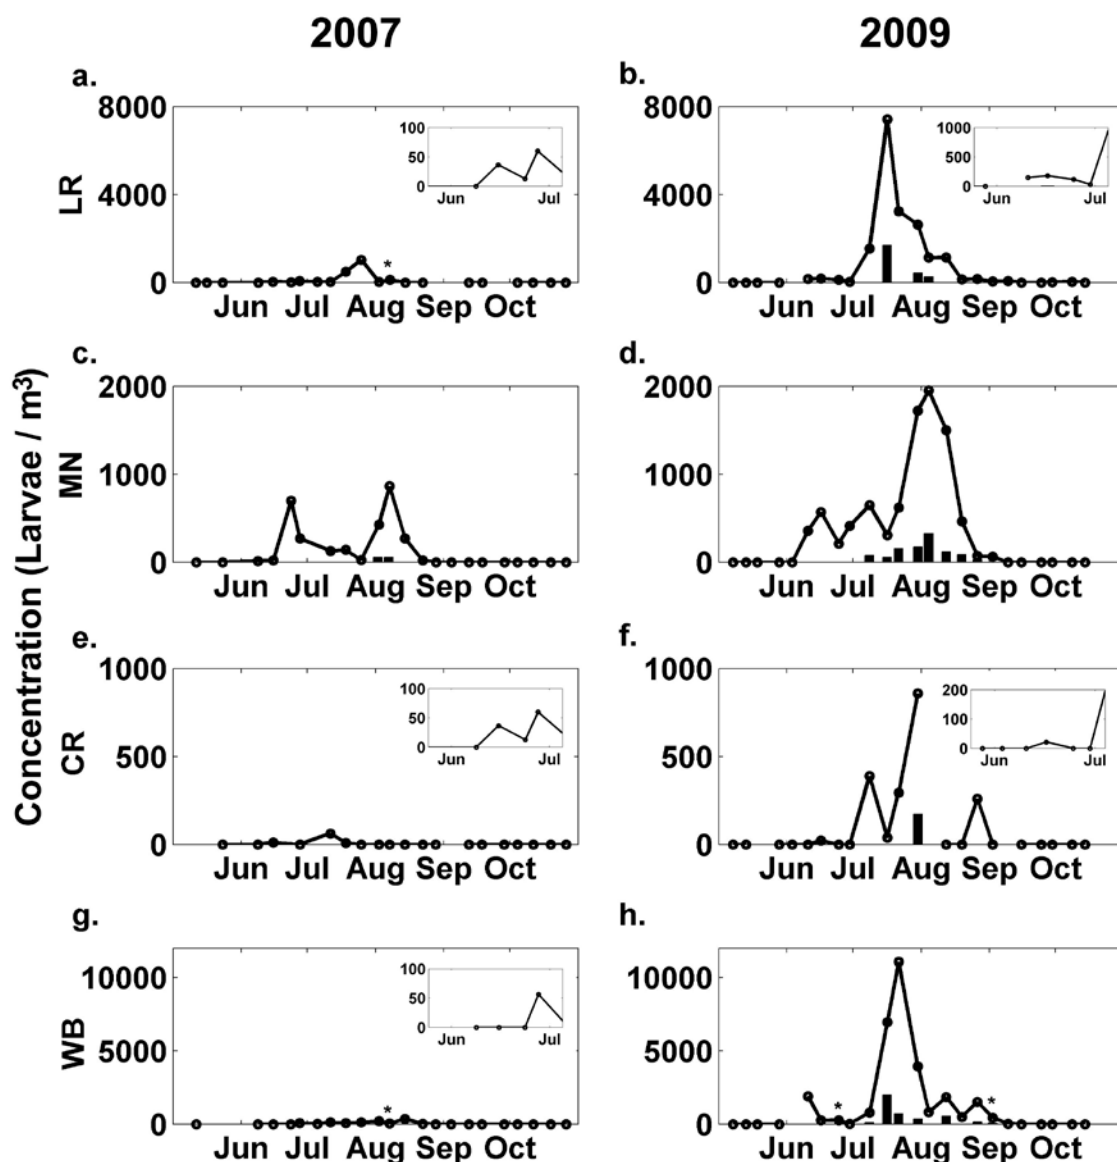 2007 2009
a. b.
8000 8000
4000 4000
0 0
100
50
0
Jun Jul
1000
500
0
Jun Jul
LR
* 
Jun Jul Aug Sep Oct Jun Jul Aug Sep Oct
c. d.
2000 2000
1000 1000
0 0
MN
Jun Jul Aug Sep Oct Jun Jul Aug Sep Oct
Concentration (Larvae / m³)
e. f.
1000 1000
500 500
0 0
100
50
0
Jun Jul
200
100
0
Jun Jul
CR
Jun Jul Aug Sep Oct Jun Jul Aug Sep Oct
g. h.
10000 10000
5000 5000
0 0
100
50
0
Jun Jul
WB
* * *
Jun Jul Aug Sep Oct Jun Jul Aug Sep Oct